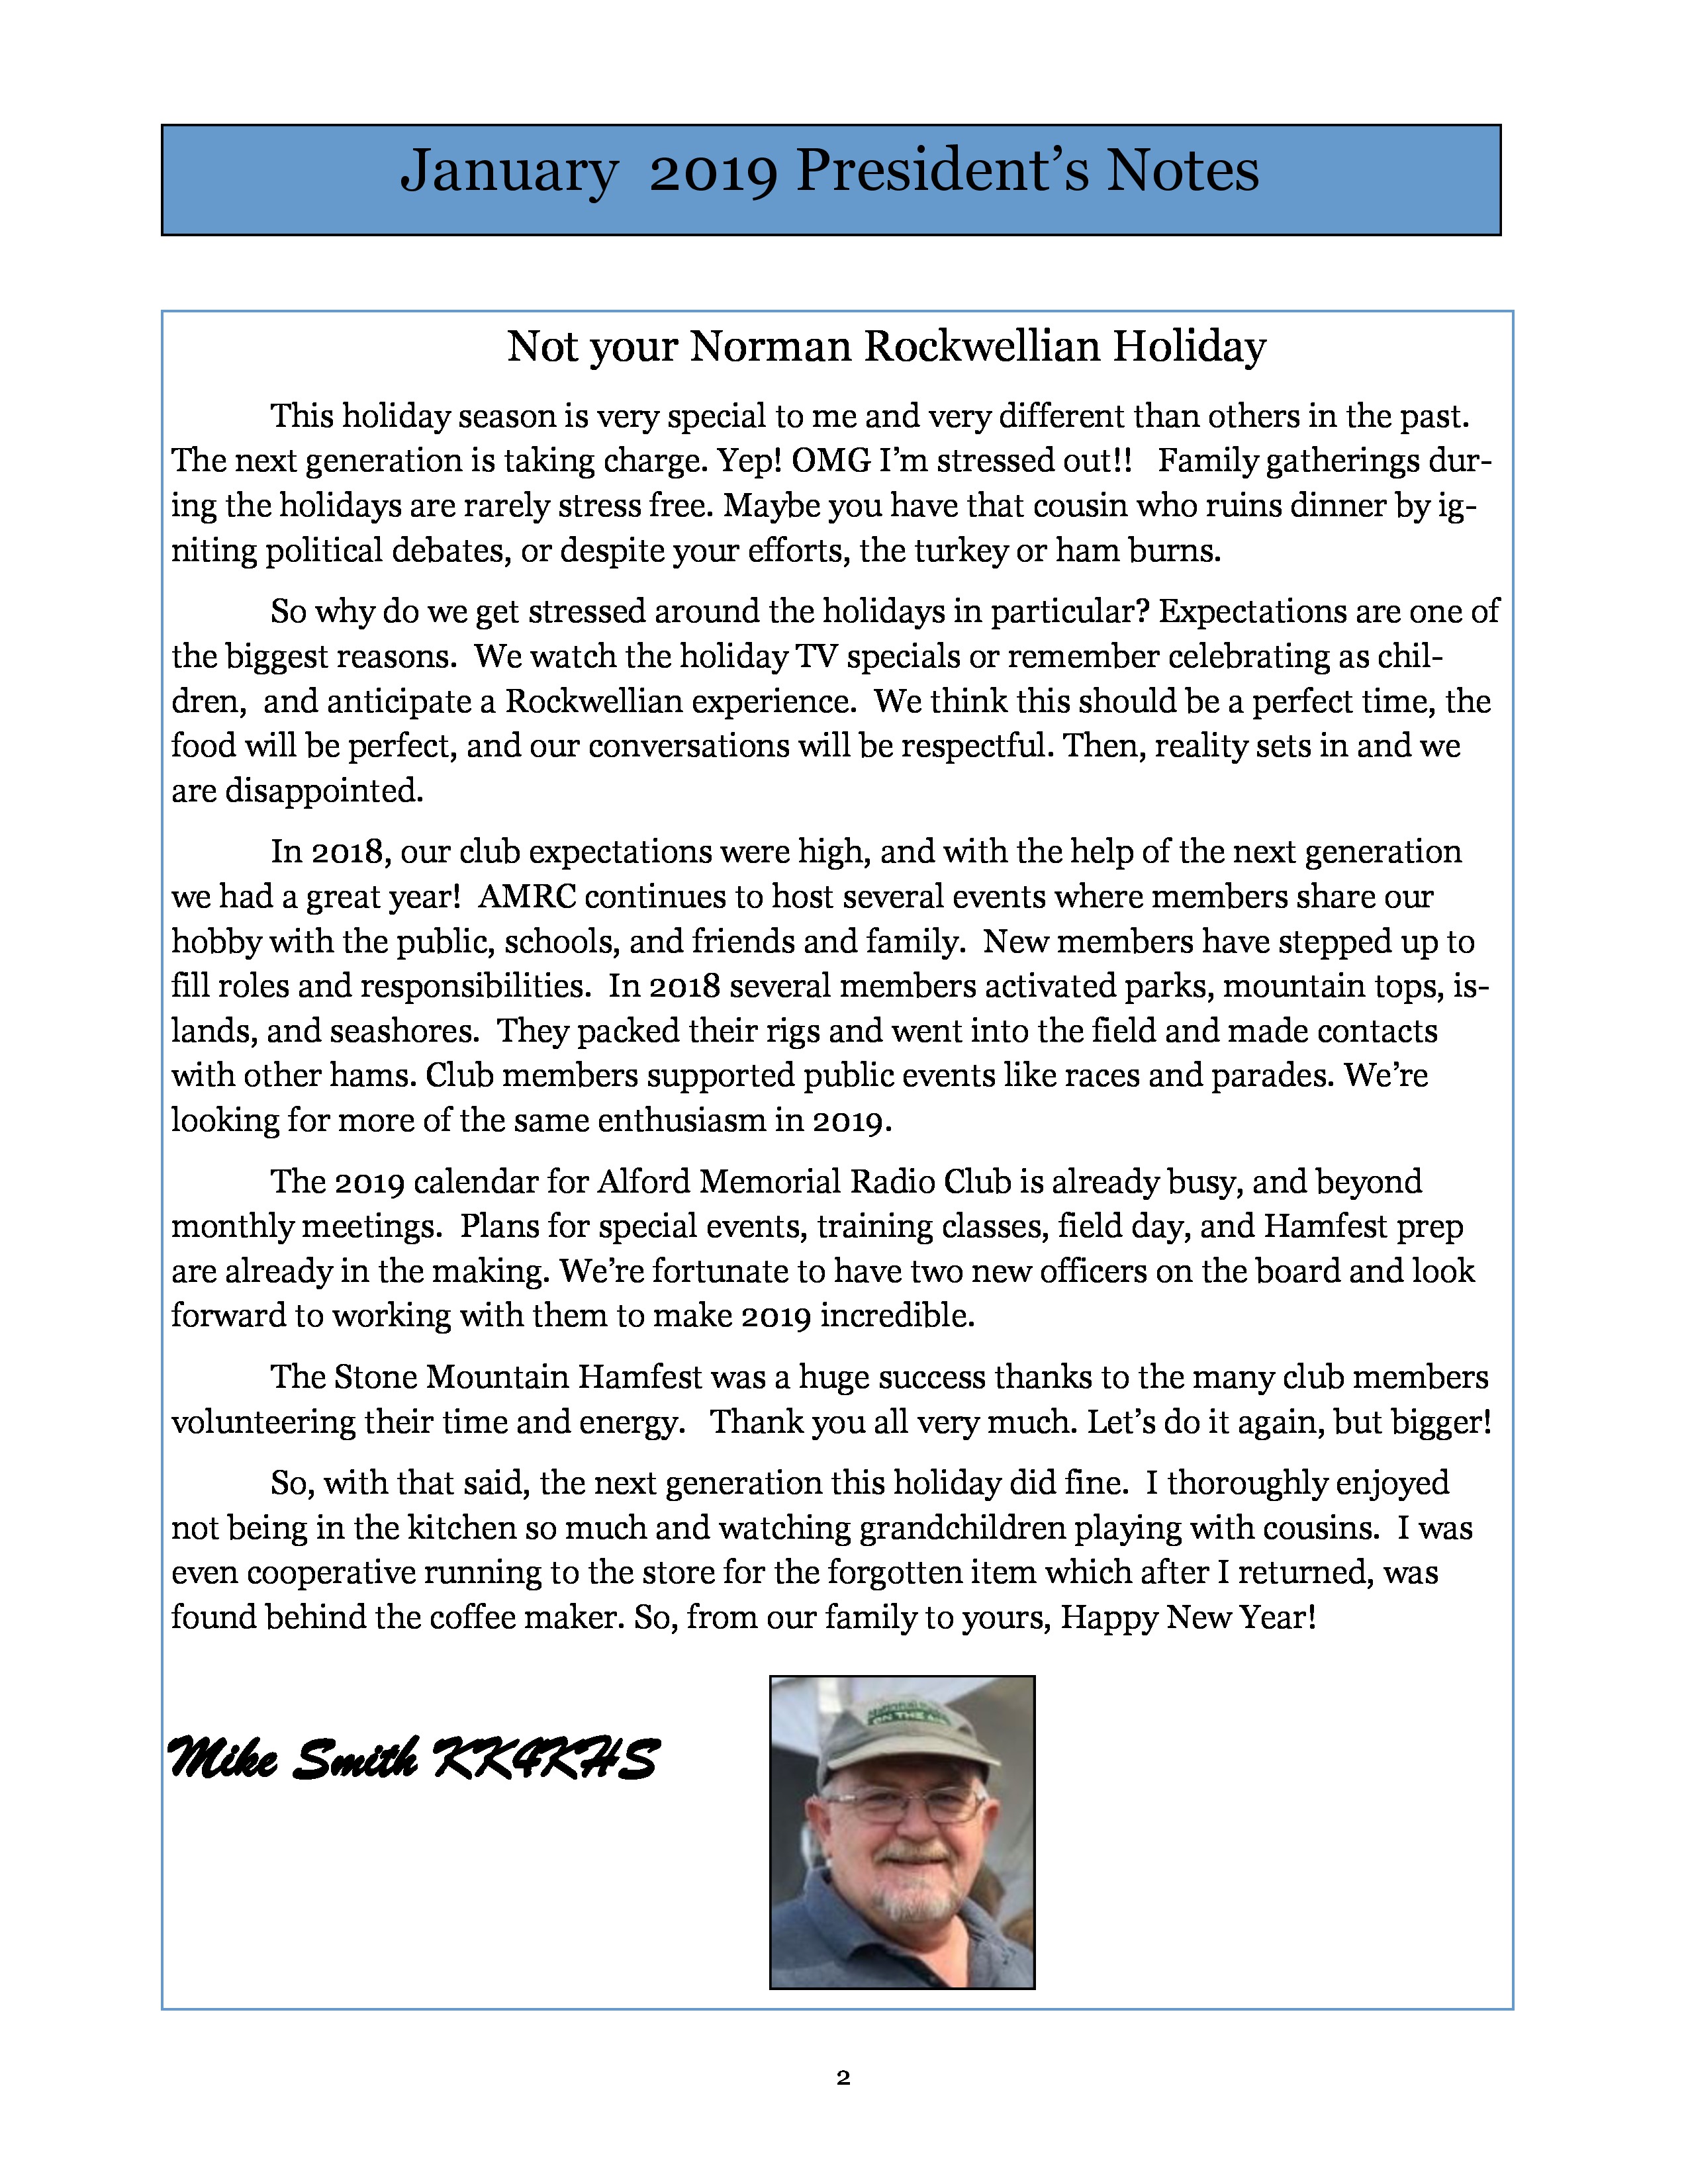 January  2019 President’s Notes
Not your Norman Rockwellian Holiday
This holiday season is very special to me and very different than others in the past.
The next generation is taking charge. Yep! OMG I’m stressed out!!   Family gatherings dur-
ing the holidays are rarely stress free. Maybe you have that cousin who ruins dinner by ig-
niting political debates, or despite your efforts, the turkey or ham burns.
So why do we get stressed around the holidays in particular? Expectations are one of
the biggest reasons.  We watch the holiday TV specials or remember celebrating as chil-
dren,  and anticipate a Rockwellian experience.  We think this should be a perfect time, the
food will be perfect, and our conversations will be respectful. Then, reality sets in and we
are disappointed.
In 2018, our club expectations were high, and with the help of the next generation
we had a great year!  AMRC continues to host several events where members share our
hobby with the public, schools, and friends and family.  New members have stepped up to
fill roles and responsibilities.  In 2018 several members activated parks, mountain tops, is-
lands, and seashores.  They packed their rigs and went into the field and made contacts
with other hams. Club members supported public events like races and parades. We’re
looking for more of the same enthusiasm in 2019.
The 2019 calendar for Alford Memorial Radio Club is already busy, and beyond
monthly meetings.  Plans for special events, training classes, field day, and Hamfest prep
are already in the making. We’re fortunate to have two new officers on the board and look
forward to working with them to make 2019 incredible.
The Stone Mountain Hamfest was a huge success thanks to the many club members
volunteering their time and energy.   Thank you all very much. Let’s do it again, but bigger!
So, with that said, the next generation this holiday did fine.  I thoroughly enjoyed
not being in the kitchen so much and watching grandchildren playing with cousins.  I was
even cooperative running to the store for the forgotten item which after I returned, was
found behind the coffee maker. So, from our family to yours, Happy New Year!
ON THE
Mike Smith KK4KHS
2